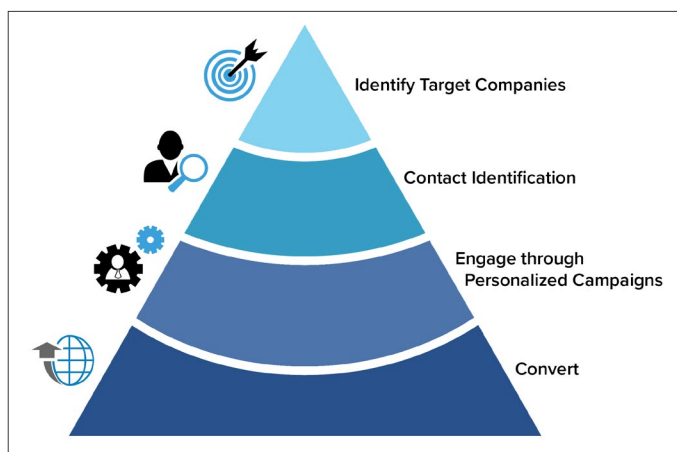 Identify Target Companies
Contact Identification
Engage through
Personalized Campaigns
Convert